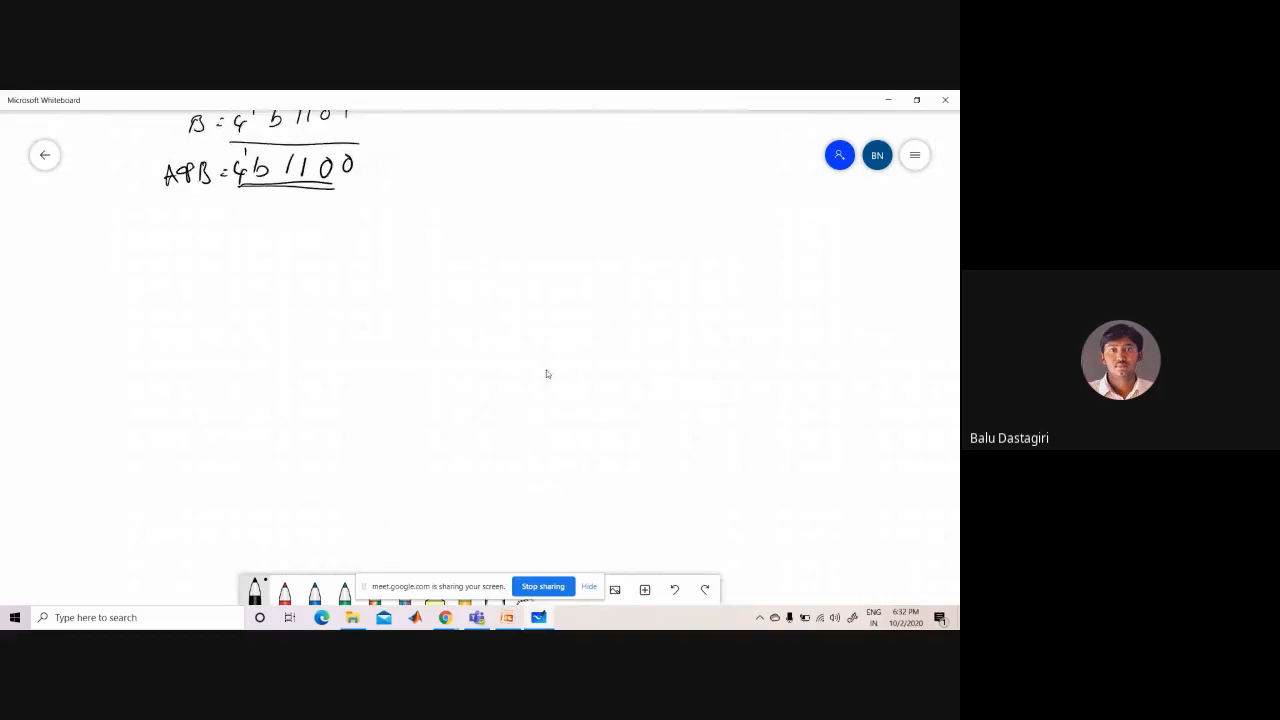 Microsoft Whiteboard
B = 4'b 1101
A&B = 4'b 1100
BN
Balu Dastagiri
meet.google.com is sharing your screen.
Stop sharing
Hide
Type here to search
ENG
IN
6:32 PM
10/2/2020
1